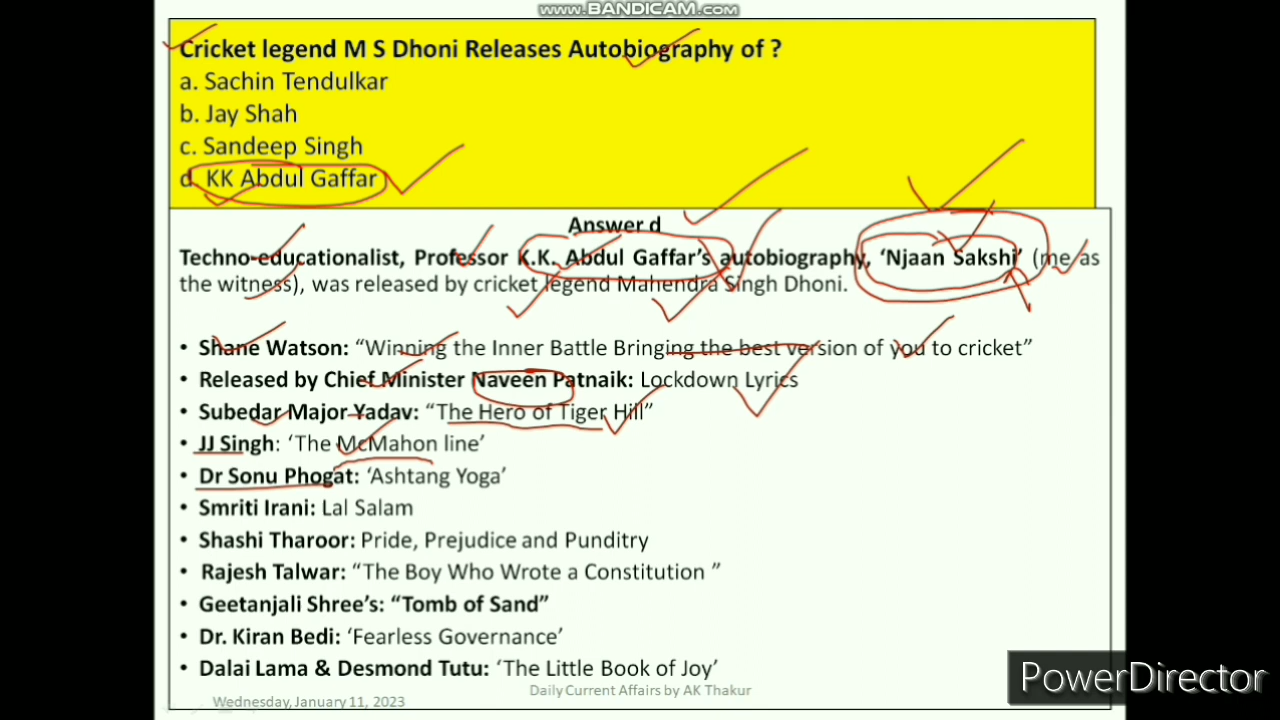 www.BANDICAM.com
Cricket legend M S Dhoni Releases Autobiography of ?
a. Sachin Tendulkar
b. Jay Shah
c. Sandeep Singh
d. KK Abdul Gaffar
Answer d
Techno-educationalist, Professor K.K. Abdul Gaffar’s autobiography, ‘Njaan Sakshi’ (me as
the witness), was released by cricket legend Mahendra Singh Dhoni.
• Shane Watson: “Winning the Inner Battle Bringing the best version of you to cricket”
• Released by Chief Minister Naveen Patnaik: Lockdown Lyrics
• Subedar Major Yadav: “The Hero of Tiger Hill”
• JJ Singh: ‘The McMahon line’
• Dr Sonu Phogat: ‘Ashtang Yoga’
• Smriti Irani: Lal Salam
• Shashi Tharoor: Pride, Prejudice and Punditry
• Rajesh Talwar: “The Boy Who Wrote a Constitution ”
• Geetanjali Shree’s: “Tomb of Sand”
• Dr. Kiran Bedi: ‘Fearless Governance’
• Dalai Lama & Desmond Tutu: ‘The Little Book of Joy’
Daily Current Affairs by AK Thakur
Wednesday, January 11, 2023
PowerDirector